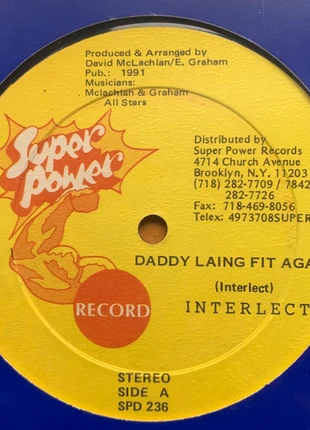 Produced & Arranged by
David McLachlan/E. Graham
Pub.: 1991
Musicians:
Mclachlan & Graham
All Stars
Super
Power
RECORD
Distributed by
Super Power Records
4714 Church Avenue
Brooklyn, N.Y. 11203
(718) 282-7709 / 7842
282-7726
Fax: 718-469-8056
Telex: 4973708SUPER
DADDY LAING FIT AGA
(Interlect)
INTERLECT
STEREO
SIDE A
SPD 236